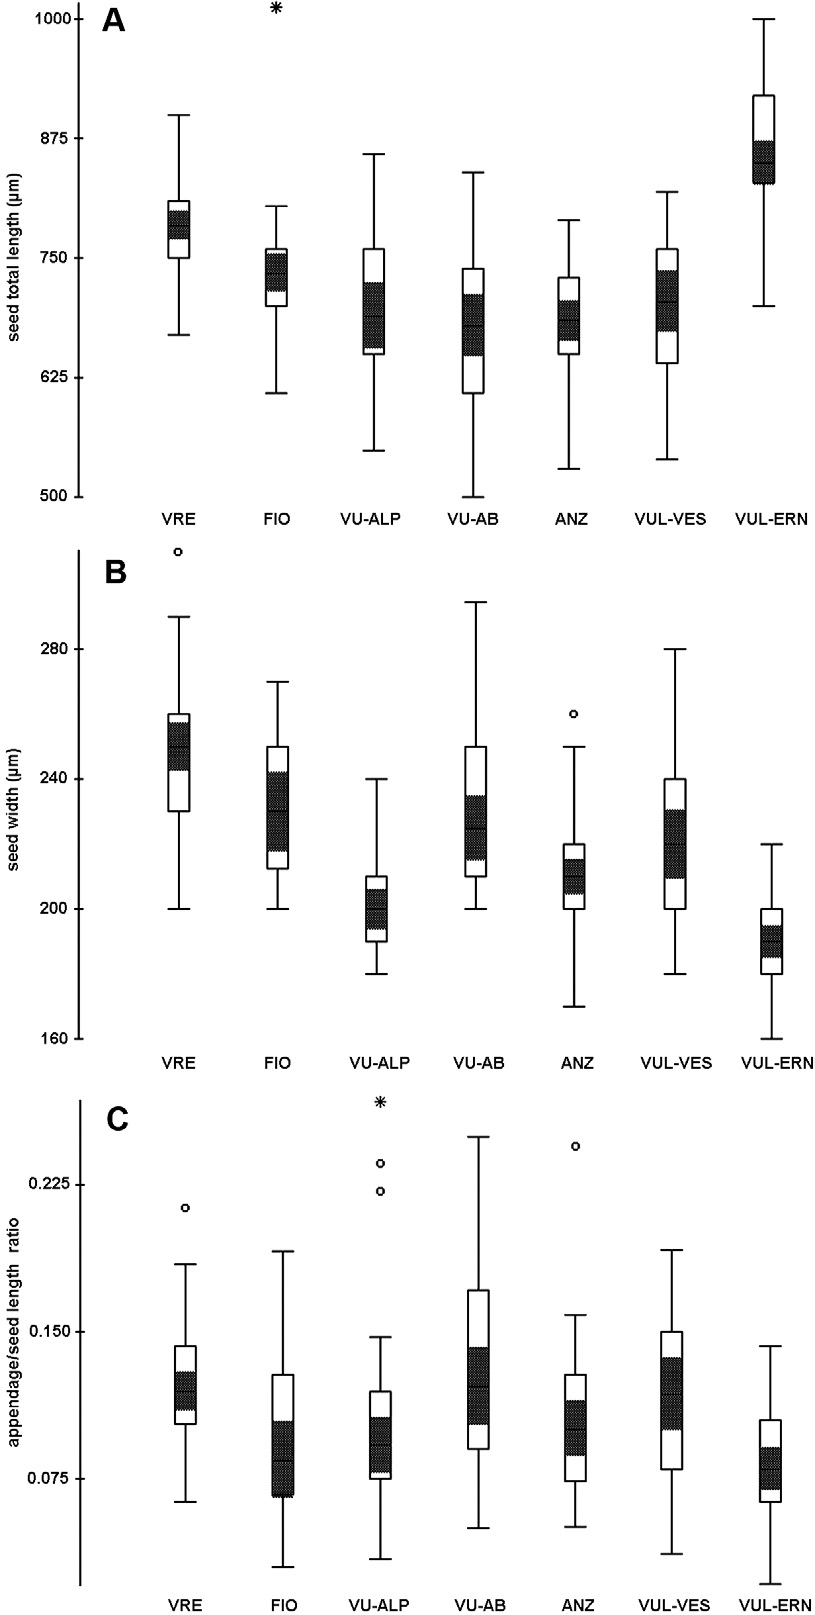 A
1000
875
750
625
500
seed total length (µm)
VRE FIO VU-ALP VU-AB ANZ VUL-VES VUL-ERN
B
280
240
200
160
seed width (µm)
VRE FIO VU-ALP VU-AB ANZ VUL-VES VUL-ERN
C
0.225
0.150
0.075
appendage/seed length ratio
VRE FIO VU-ALP VU-AB ANZ VUL-VES VUL-ERN